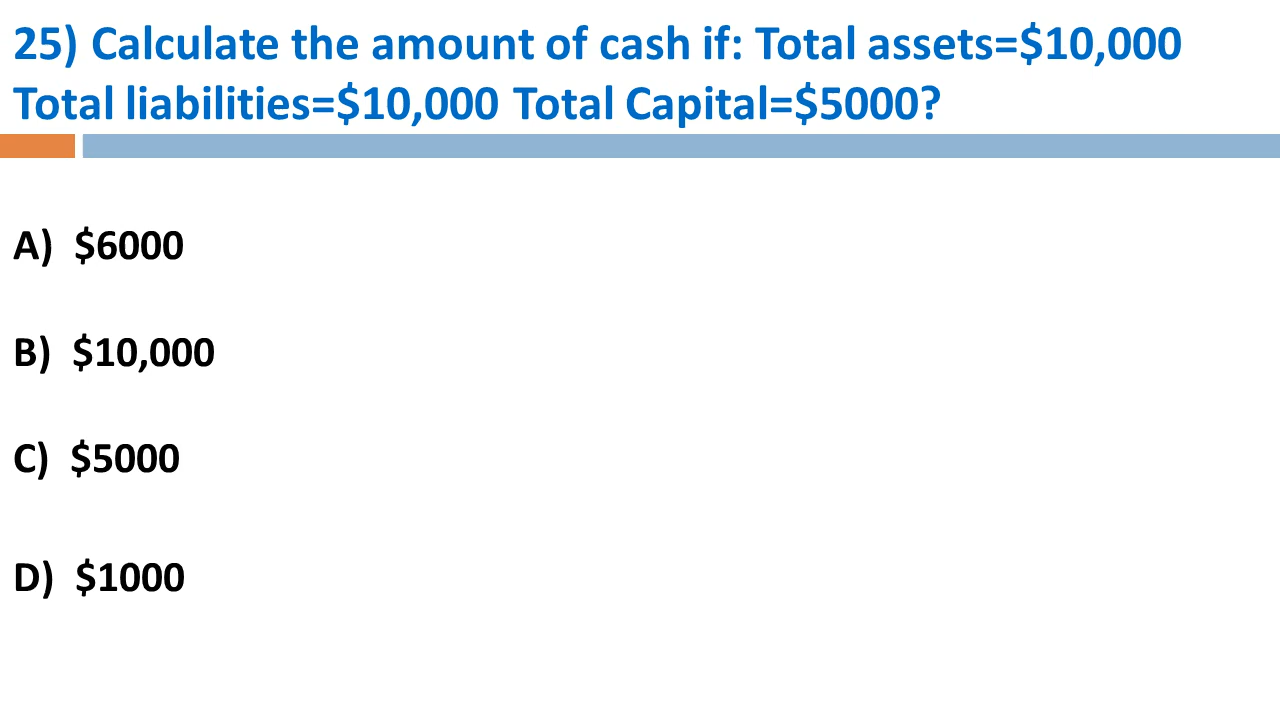 25) Calculate the amount of cash if: Total assets=$10,000
Total liabilities=$10,000 Total Capital=$5000?
A) $6000
B) $10,000
C) $5000
D) $1000